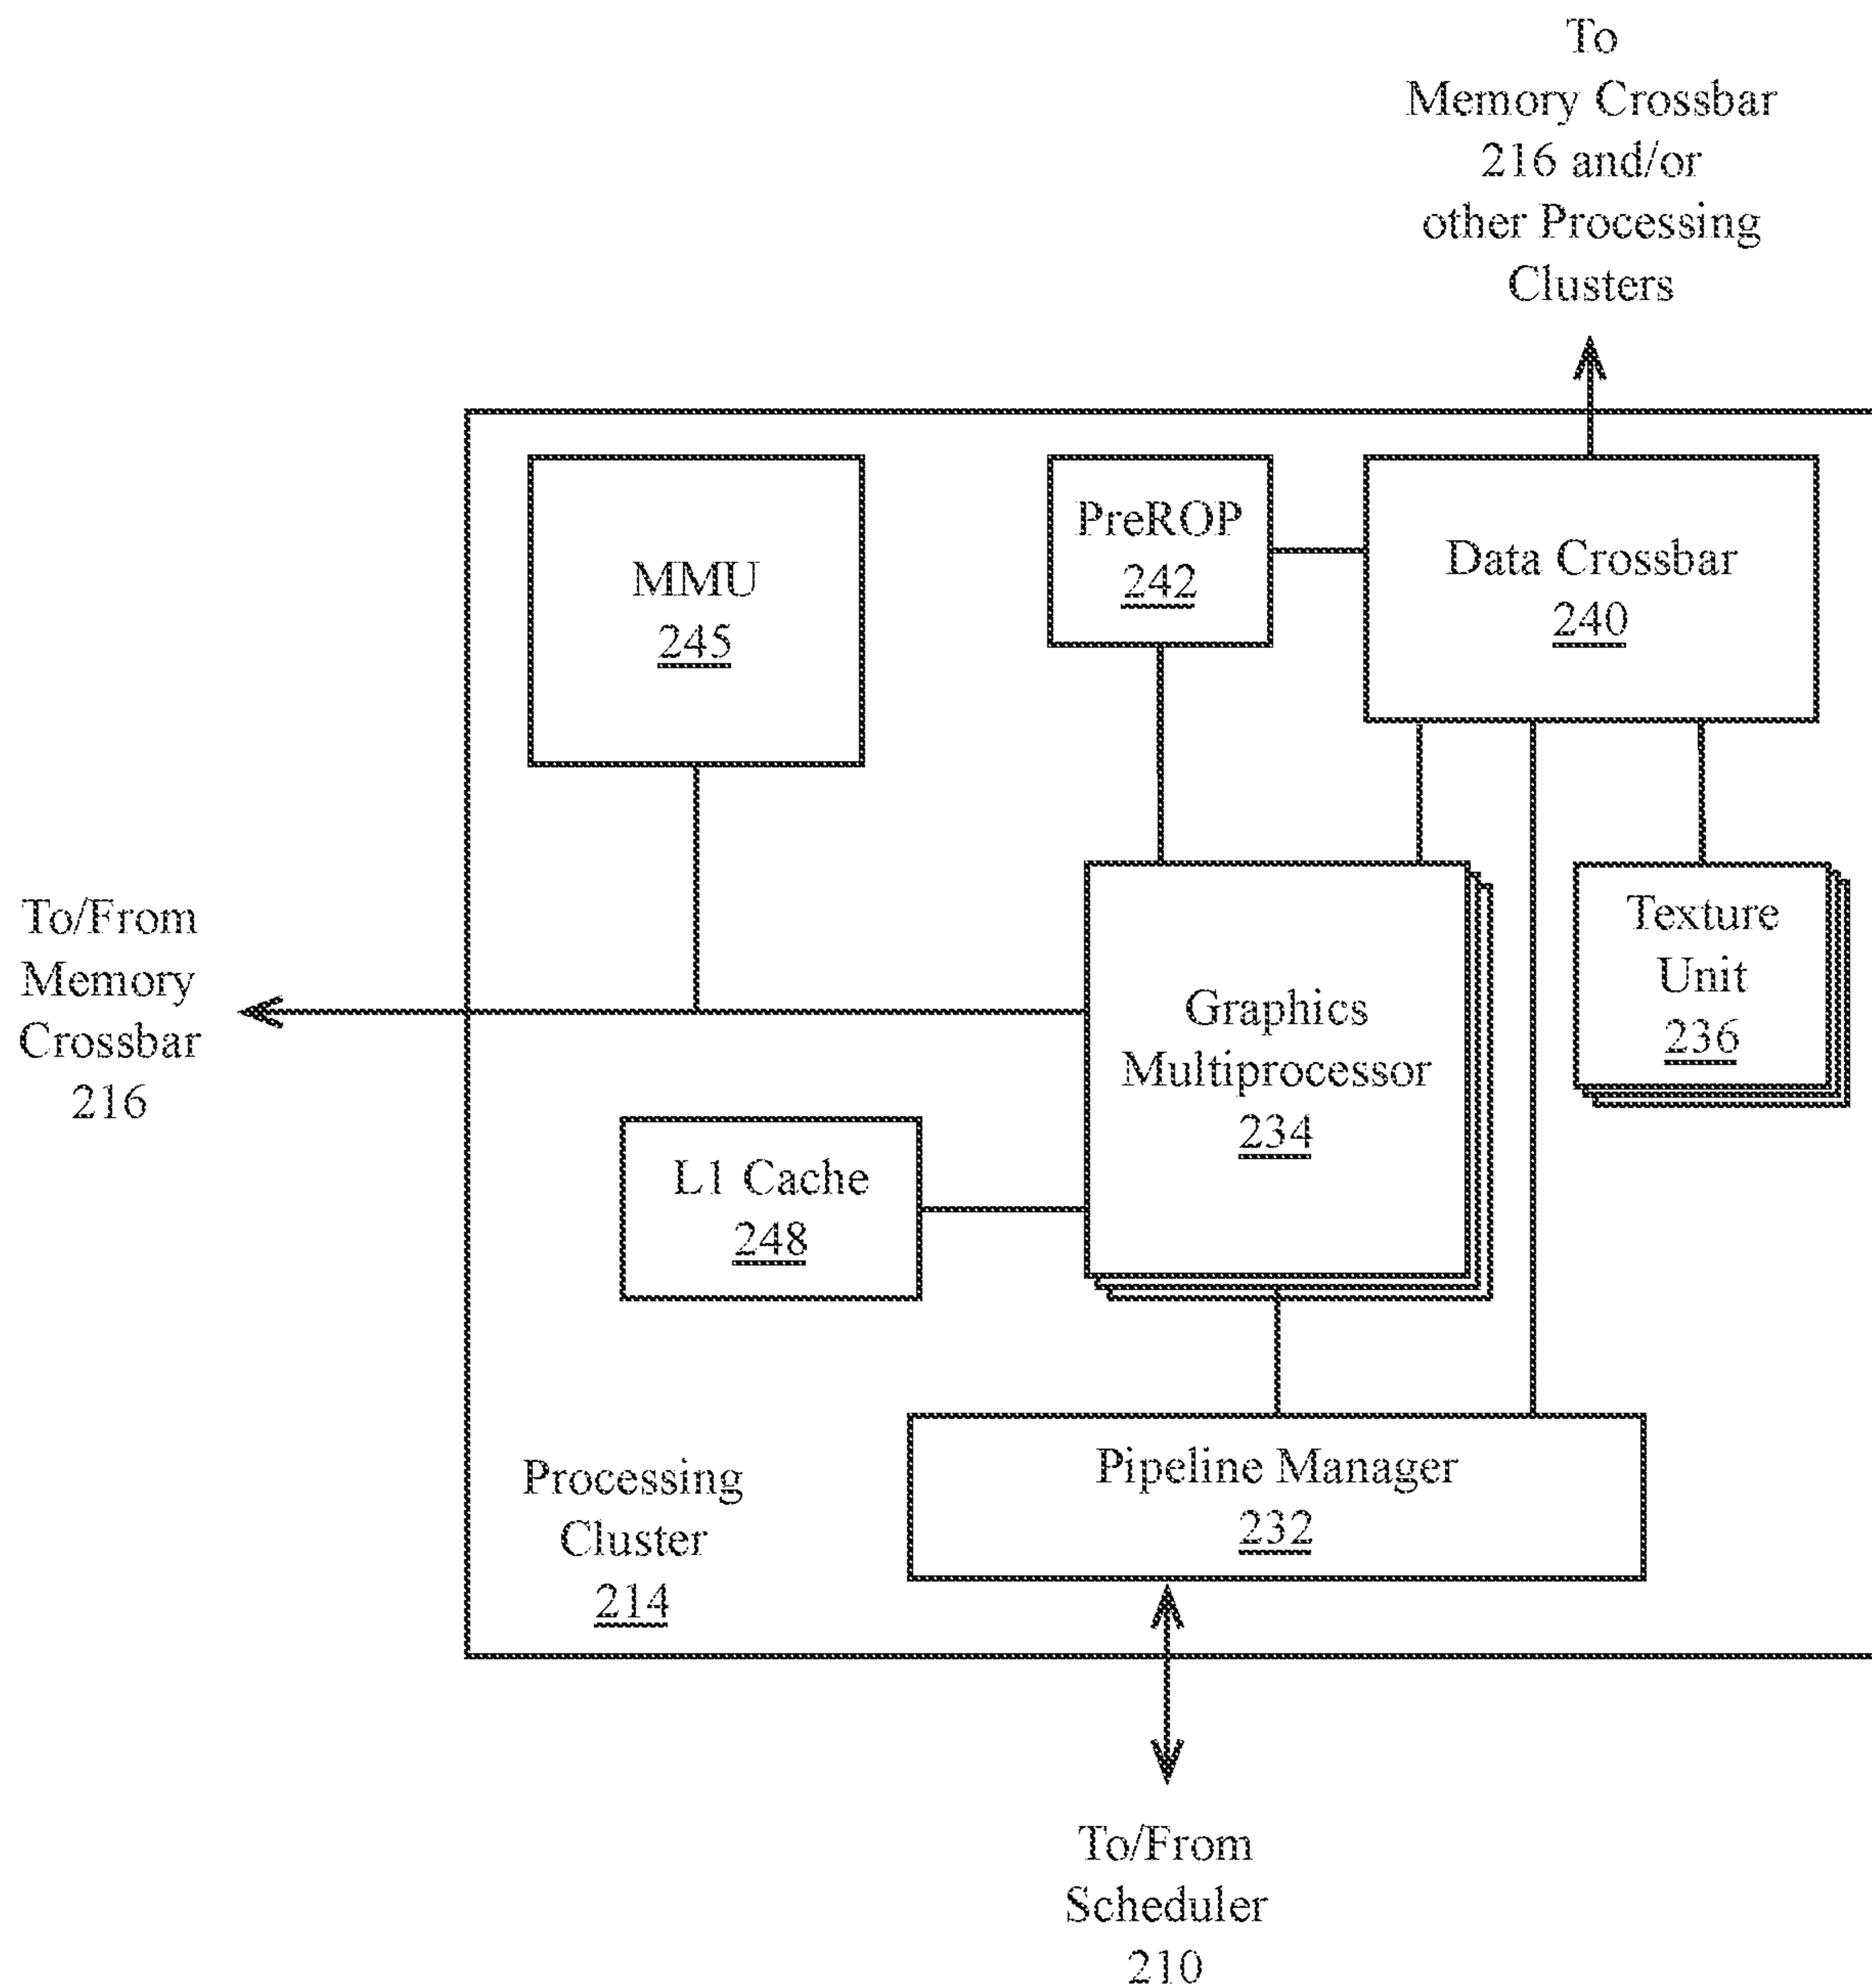 To
Memory Crossbar
216 and/or
other Processing
Clusters
MMU
245
PreROP
242
Data Crossbar
240
To/From
Memory
Crossbar
216
Graphics
Multiprocessor
234
Texture
Unit
236
L1 Cache
248
Processing
Cluster
214
Pipeline Manager
232
To/From
Scheduler
210